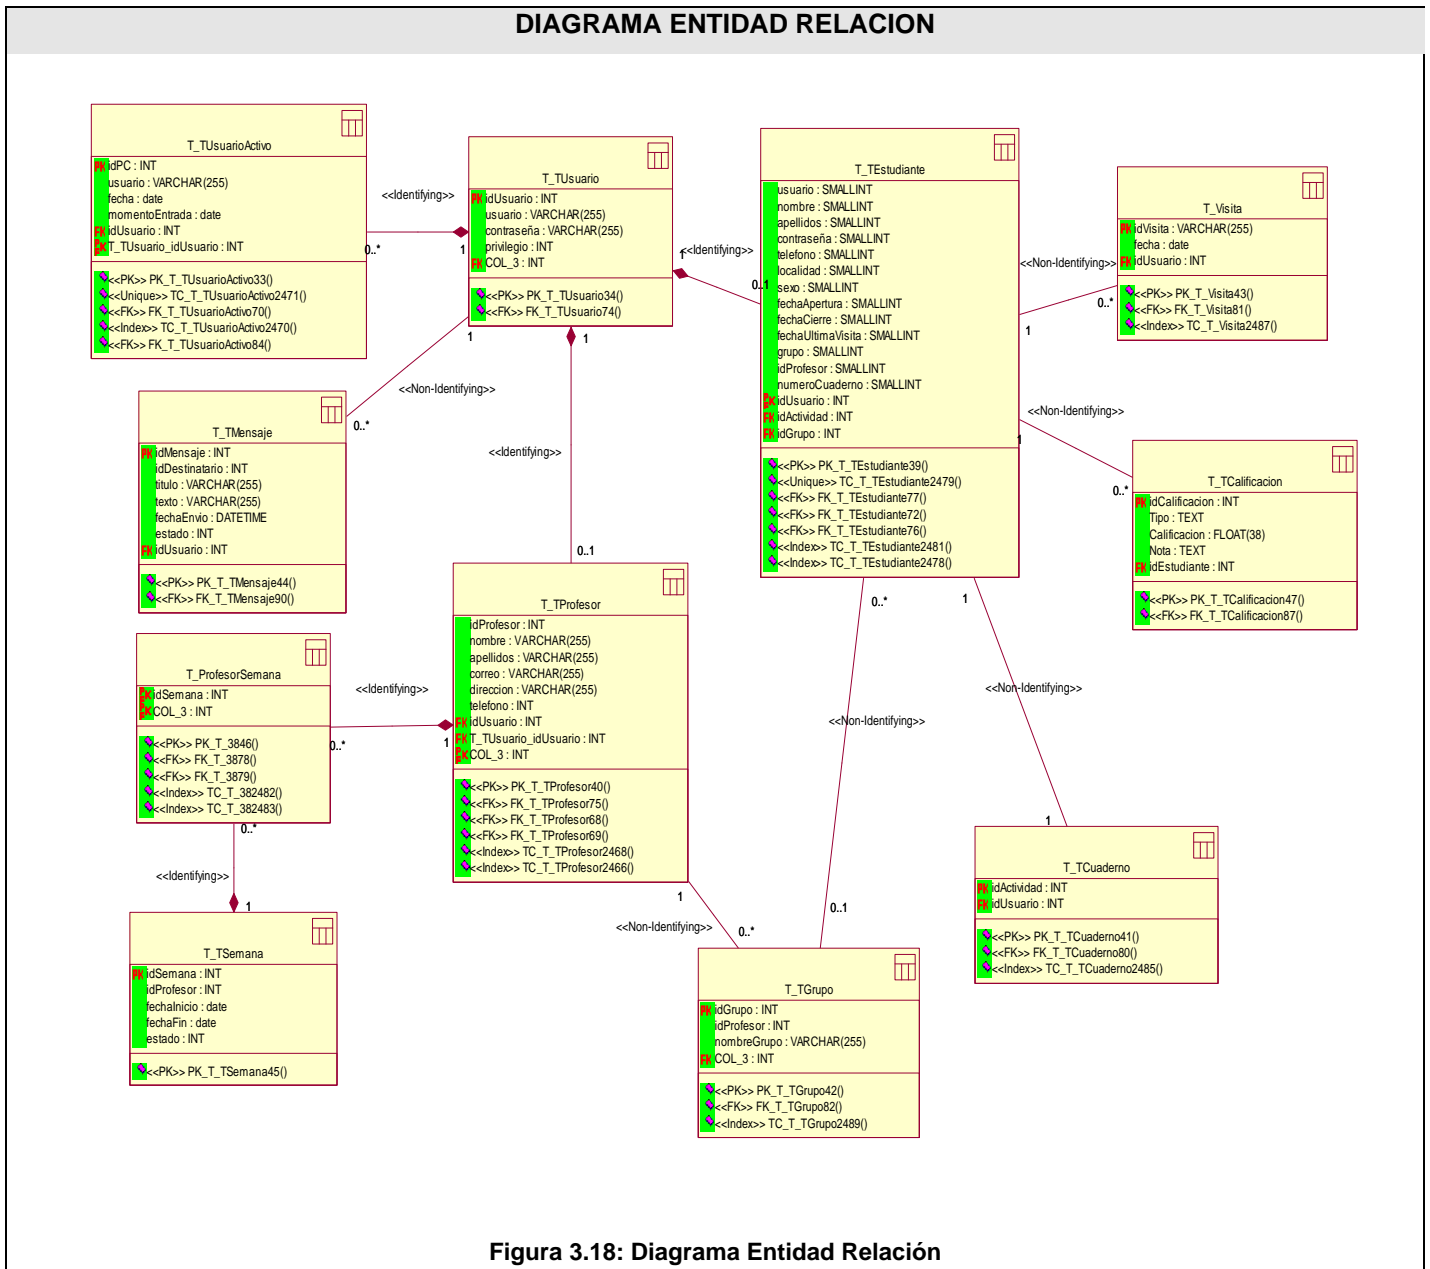 DIAGRAMA ENTIDAD RELACION
T_TUsuarioActivo
PK idPC : INT
usuario : VARCHAR(255)
fecha : date
momentoEntrada : date
FK idUsuario : INT
T_TUsuario_idUsuario : INT
<<PK>> PK_T_TUsuarioActivo33()
<<Unique>> TC_T_TUsuarioActivo2471()
<<FK>> FK_T_TUsuarioActivo70()
<<Index>> TC_T_TUsuarioActivo2470()
<<FK>> FK_T_TUsuarioActivo84()
<<Identifying>>
0..*
1
T_TUsuario
PK idUsuario : INT
usuario : VARCHAR(255)
contraseña : VARCHAR(255)
privilegio : INT
FK COL_3 : INT
<<PK>> PK_T_TUsuario34()
<<FK>> FK_T_TUsuario74()
<<Identifying>>
1
0..1
T_TEstudiante
usuario : SMALLINT
nombre : SMALLINT
apellidos : SMALLINT
contraseña : SMALLINT
telefono : SMALLINT
localidad : SMALLINT
sexo : SMALLINT
fechaApertura : SMALLINT
fechaCierre : SMALLINT
fechaUltimaVisita : SMALLINT
grupo : SMALLINT
idProfesor : SMALLINT
numeroCuaderno : SMALLINT
idUsuario : INT
FK idActividad : INT
FK idGrupo : INT
<<PK>> PK_T_TEstudiante39()
<<Unique>> TC_T_TEstudiante2479()
<<FK>> FK_T_TEstudiante77()
<<FK>> FK_T_TEstudiante72()
<<FK>> FK_T_TEstudiante76()
<<Index>> TC_T_TEstudiante2481()
<<Index>> TC_T_TEstudiante2478()
<<Non-Identifying>>
1
0..*
T_Visita
PK idVisita : VARCHAR(255)
fecha : date
FK idUsuario : INT
<<PK>> PK_T_Visita43()
<<FK>> FK_T_Visita81()
<<Index>> TC_T_Visita2487()
<<Non-Identifying>>
1
0..*
T_TCalificacion
PK idCalificacion : INT
Tipo : TEXT
Calificacion : FLOAT(38)
Nota : TEXT
FK idEstudiante : INT
<<PK>> PK_T_TCalificacion47()
<<FK>> FK_T_TCalificacion87()
1
<<Non-Identifying>>
0..*
T_TMensaje
PK idMensaje : INT
idDestinatario : INT
titulo : VARCHAR(255)
texto : VARCHAR(255)
fechaEnvio : DATETIME
estado : INT
FK idUsuario : INT
<<PK>> PK_T_TMensaje44()
<<FK>> FK_T_TMensaje90()
1
<<Identifying>>
0..1
T_TProfesor
idProfesor : INT
nombre : VARCHAR(255)
apellidos : VARCHAR(255)
correo : VARCHAR(255)
direccion : VARCHAR(255)
telefono : INT
FK idUsuario : INT
FK T_TUsuario_idUsuario : INT
COL_3 : INT
<<PK>> PK_T_TProfesor40()
<<FK>> FK_T_TProfesor75()
<<FK>> FK_T_TProfesor68()
<<FK>> FK_T_TProfesor69()
<<Index>> TC_T_TProfesor2468()
<<Index>> TC_T_TProfesor2466()
T_ProfesorSemana
idSemana : INT
COL_3 : INT
<<PK>> PK_T_3846()
<<FK>> FK_T_3878()
<<FK>> FK_T_3879()
<<Index>> TC_T_382482()
<<Index>> TC_T_382483()
<<Identifying>>
0..*
1
0..*
<<Identifying>>
1
T_TSemana
PK idSemana : INT
idProfesor : INT
fechaInicio : date
fechaFin : date
estado : INT
<<PK>> PK_T_TSemana45()
1
<<Non-Identifying>>
0..*
0..*
<<Non-Identifying>>
0..1
T_TGrupo
PK idGrupo : INT
idProfesor : INT
nombreGrupo : VARCHAR(255)
FK COL_3 : INT
<<PK>> PK_T_TGrupo42()
<<FK>> FK_T_TGrupo82()
<<Index>> TC_T_TGrupo2489()
1
<<Non-Identifying>>
1
T_TCuaderno
PK idActividad : INT
FK idUsuario : INT
<<PK>> PK_T_TCuaderno41()
<<FK>> FK_T_TCuaderno80()
<<Index>> TC_T_TCuaderno2485()
Figura 3.18: Diagrama Entidad Relación